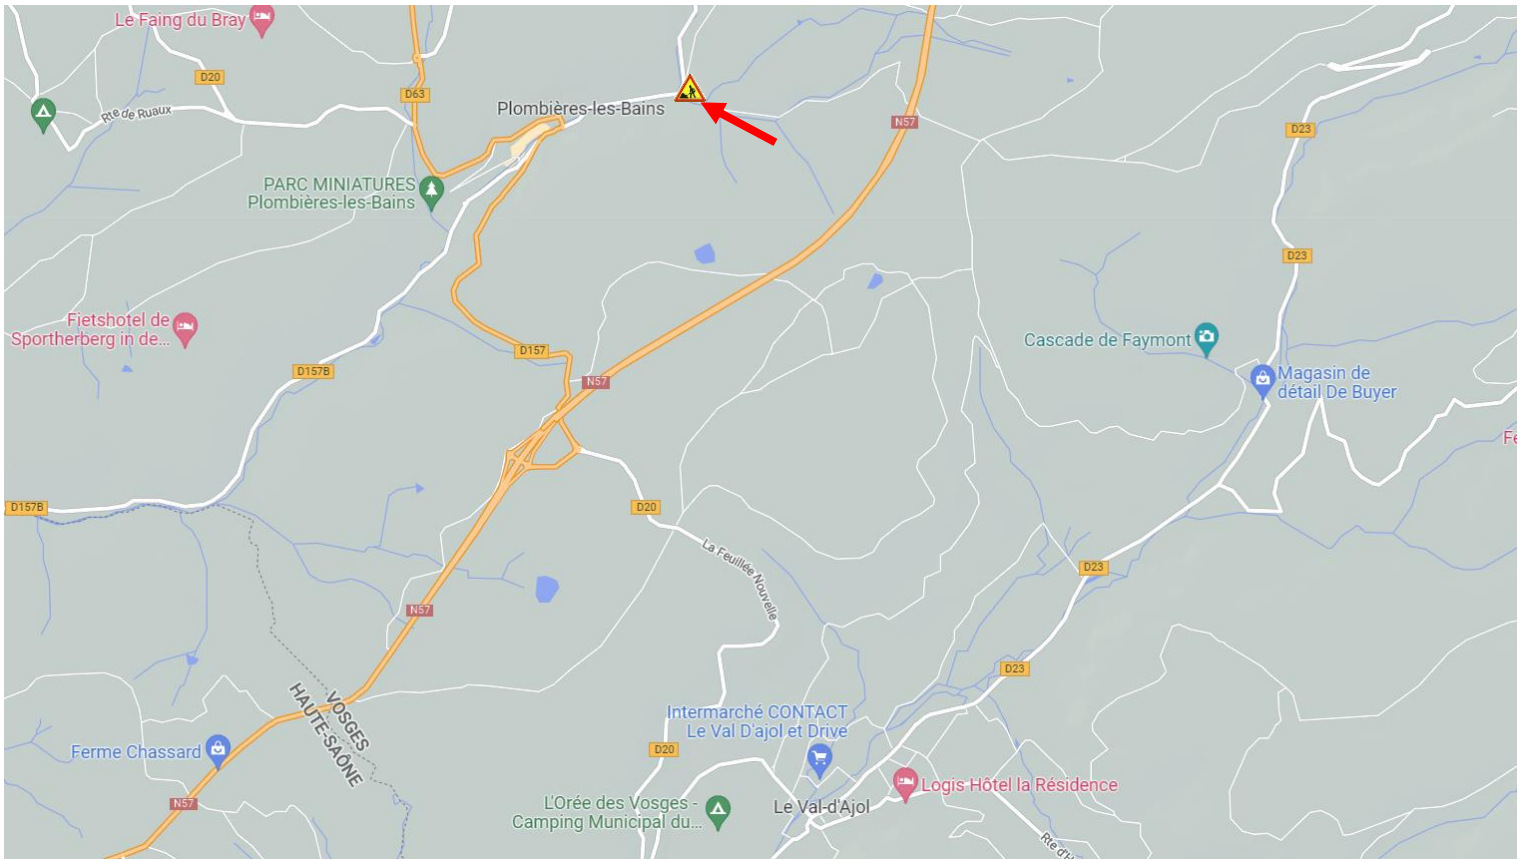 Le Faing du Bray
D20
D63
Rte de Ruaux
Plombières-les-Bains
N57
D23
PARC MINIATURES
Plombières-les-Bains
D23
Fietshotel de
Sportherberg in de...
Cascade de Faymont
D157
D157B
N57
Magasin de
détail De Buyer
D157B
D20
La Feuillée Nouvelle
D23
N57
D23
VOSGES
HAUTE-SAÔNE
Intermarché CONTACT
Le Val D'ajol et Drive
Ferme Chassard
D20
Logis Hôtel la Résidence
N57
L'Orée des Vosges -
Camping Municipal du...
Le Val-d'Ajol